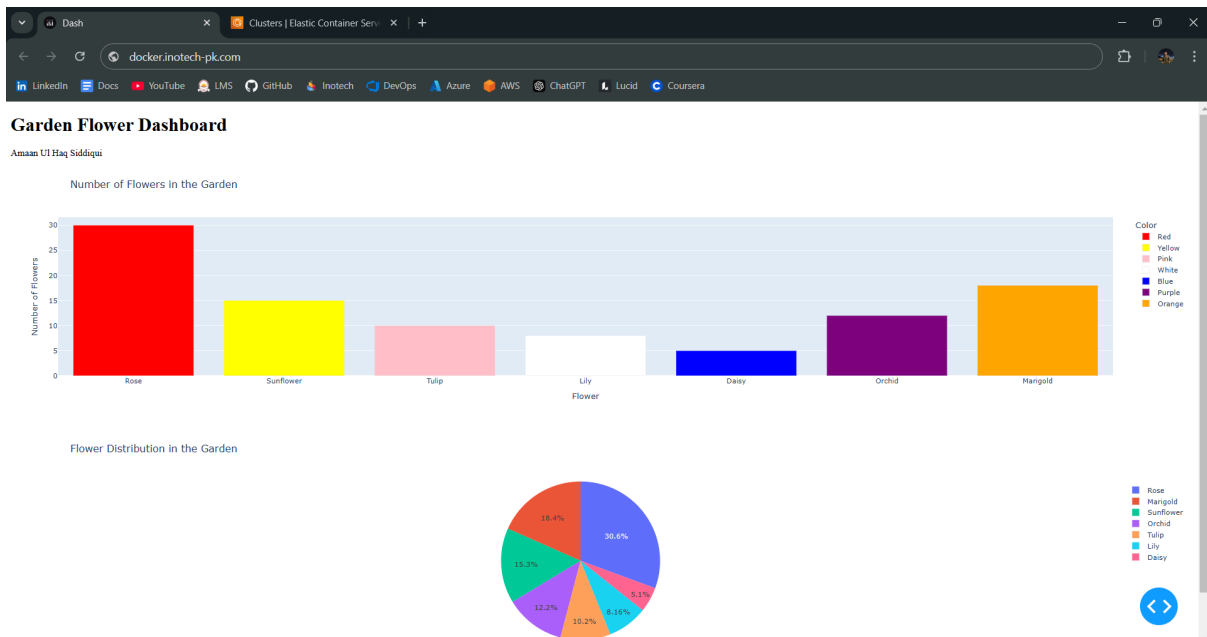 Dash
Clusters | Elastic Container Serv
docker.inotech-pk.com
in LinkedIn Docs YouTube LMS GitHub Inotech DevOps Azure AWS ChatGPT Lucid Coursera
Garden Flower Dashboard
Amaan Ul Haq Siddiqui
Number of Flowers in the Garden
Number of Flowers
30
25
20
15
10
5
0
Rose Sunflower Tulip Lily Daisy Orchid Marigold
Flower
Color
Red
Yellow
Pink
White
Blue
Purple
Orange
Flower Distribution in the Garden
18.4%
30.6%
15.3%
5.1%
12.2%
8.16%
10.2%
Rose
Marigold
Sunflower
Orchid
Tulip
Lily
Daisy